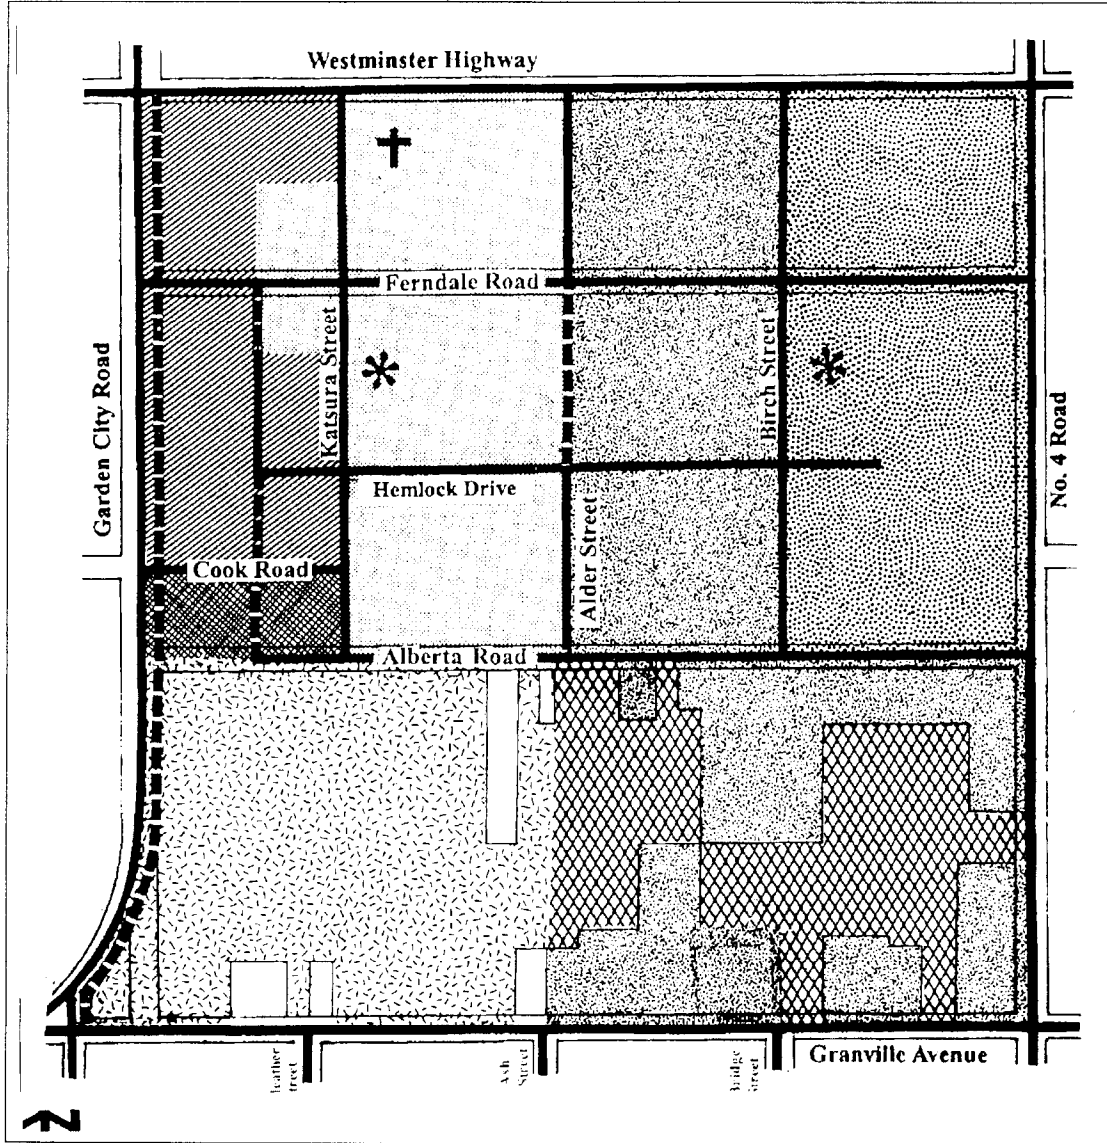 Westminster Highway
Ferndale Road
Garden City Road
Katsura Street
Birch Street
No. 4 Road
Hemlock Drive
Cook Road
Alder Street
Alberta Road
Granville Avenue
Ash
Street
Bridge
Street
N